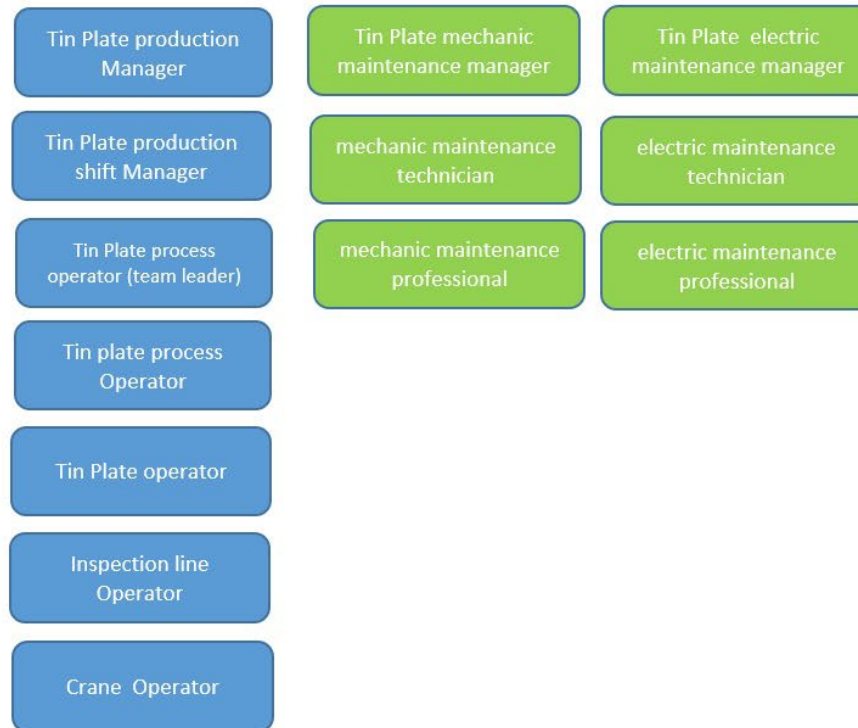 Tin Plate production
Manager
Tin Plate mechanic
maintenance manager
Tin Plate  electric
maintenance manager
Tin Plate production
shift Manager
mechanic maintenance
technician
electric maintenance
technician
Tin Plate process
operator (team leader)
mechanic maintenance
professional
electric maintenance
professional
Tin plate process
Operator
Tin Plate operator
Inspection line
Operator
Crane  Operator